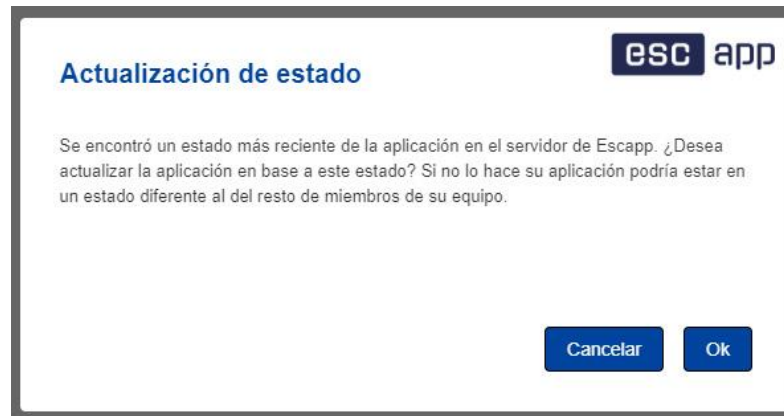 esc app
Actualización de estado
Se encontró un estado más reciente de la aplicación en el servidor de Escapp. ¿Desea
actualizar la aplicación en base a este estado? Si no lo hace su aplicación podría estar en
un estado diferente al del resto de miembros de su equipo.
Cancelar Ok